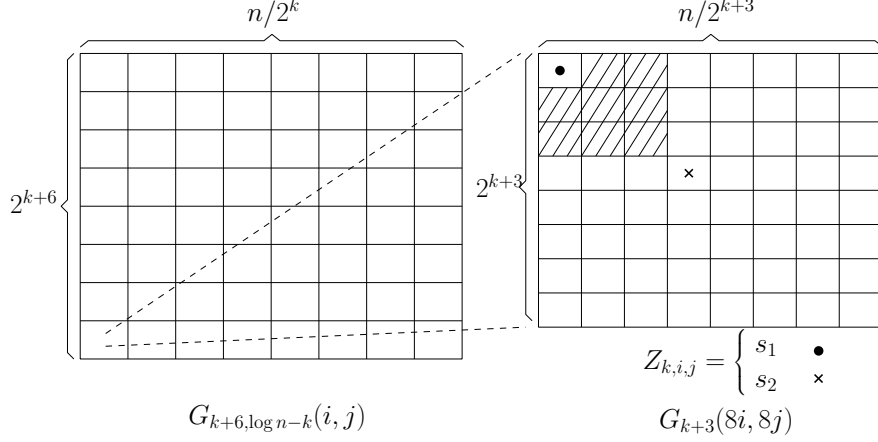 n/2^k
n/2^{k+3}
2^{k+6}
2^{k+3}
Z_{k,i,j} = { s_1 ●
s_2 ×
G_{k+6,log n−k}(i, j)
G_{k+3}(8i, 8j)